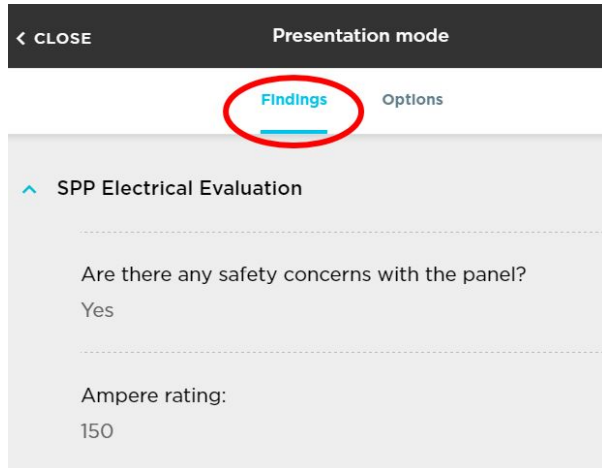 < CLOSE
Presentation mode
Findings
Options
SPP Electrical Evaluation
Are there any safety concerns with the panel?
Yes
Ampere rating:
150